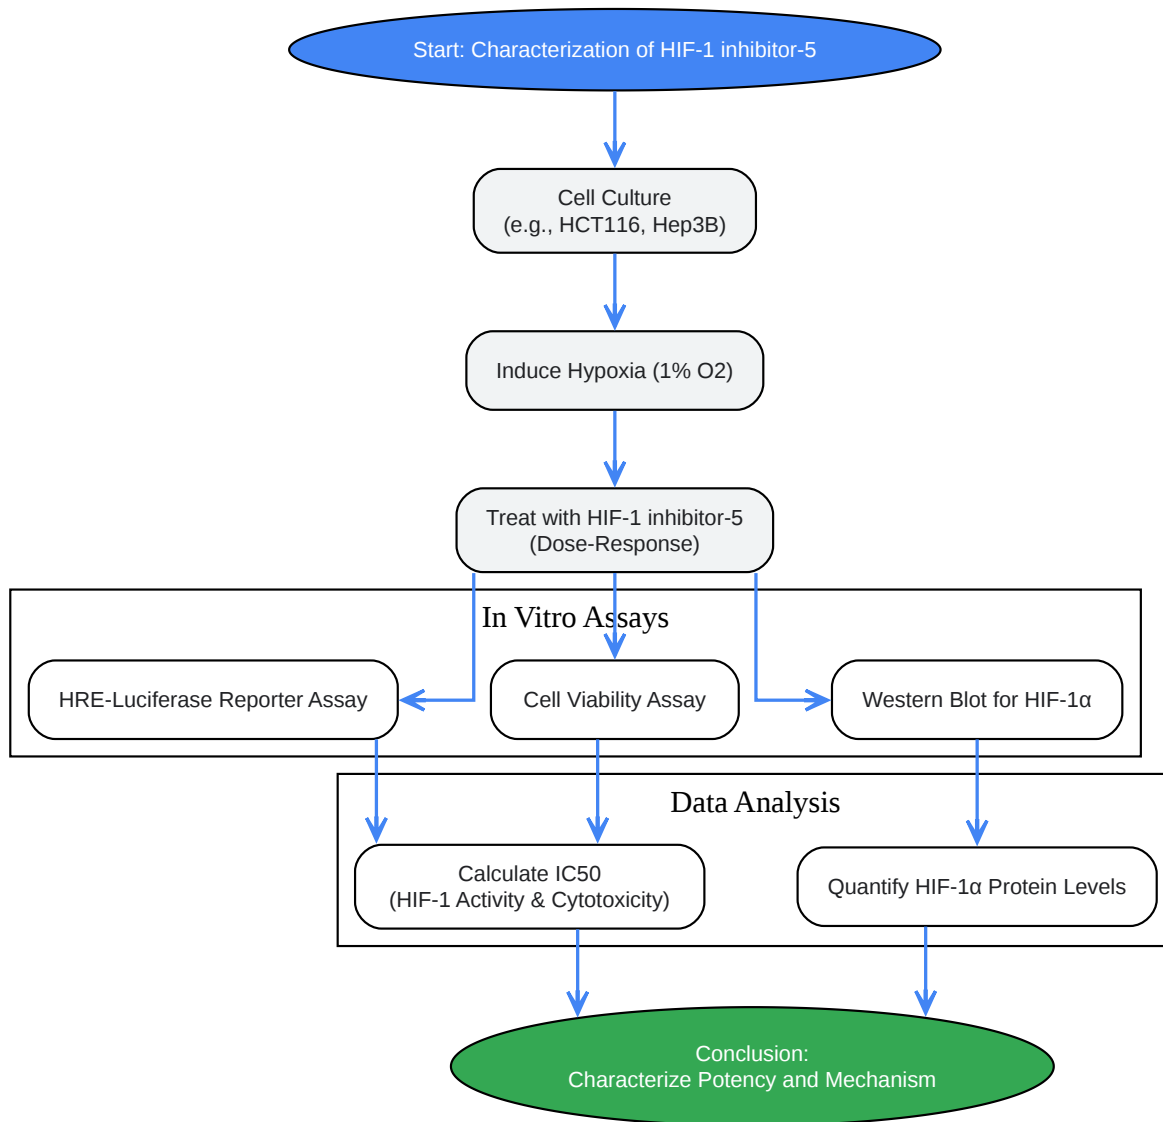 Start: Characterization of HIF-1 inhibitor-5
Cell Culture
(e.g., HCT116, Hep3B)
Induce Hypoxia (1% O2)
Treat with HIF-1 inhibitor-5
(Dose-Response)
In Vitro Assays
HRE-Luciferase Reporter Assay
Cell Viability Assay
Western Blot for HIF-1α
Data Analysis
Calculate IC50
(HIF-1 Activity & Cytotoxicity)
Quantify HIF-1α Protein Levels
Conclusion:
Characterize Potency and Mechanism